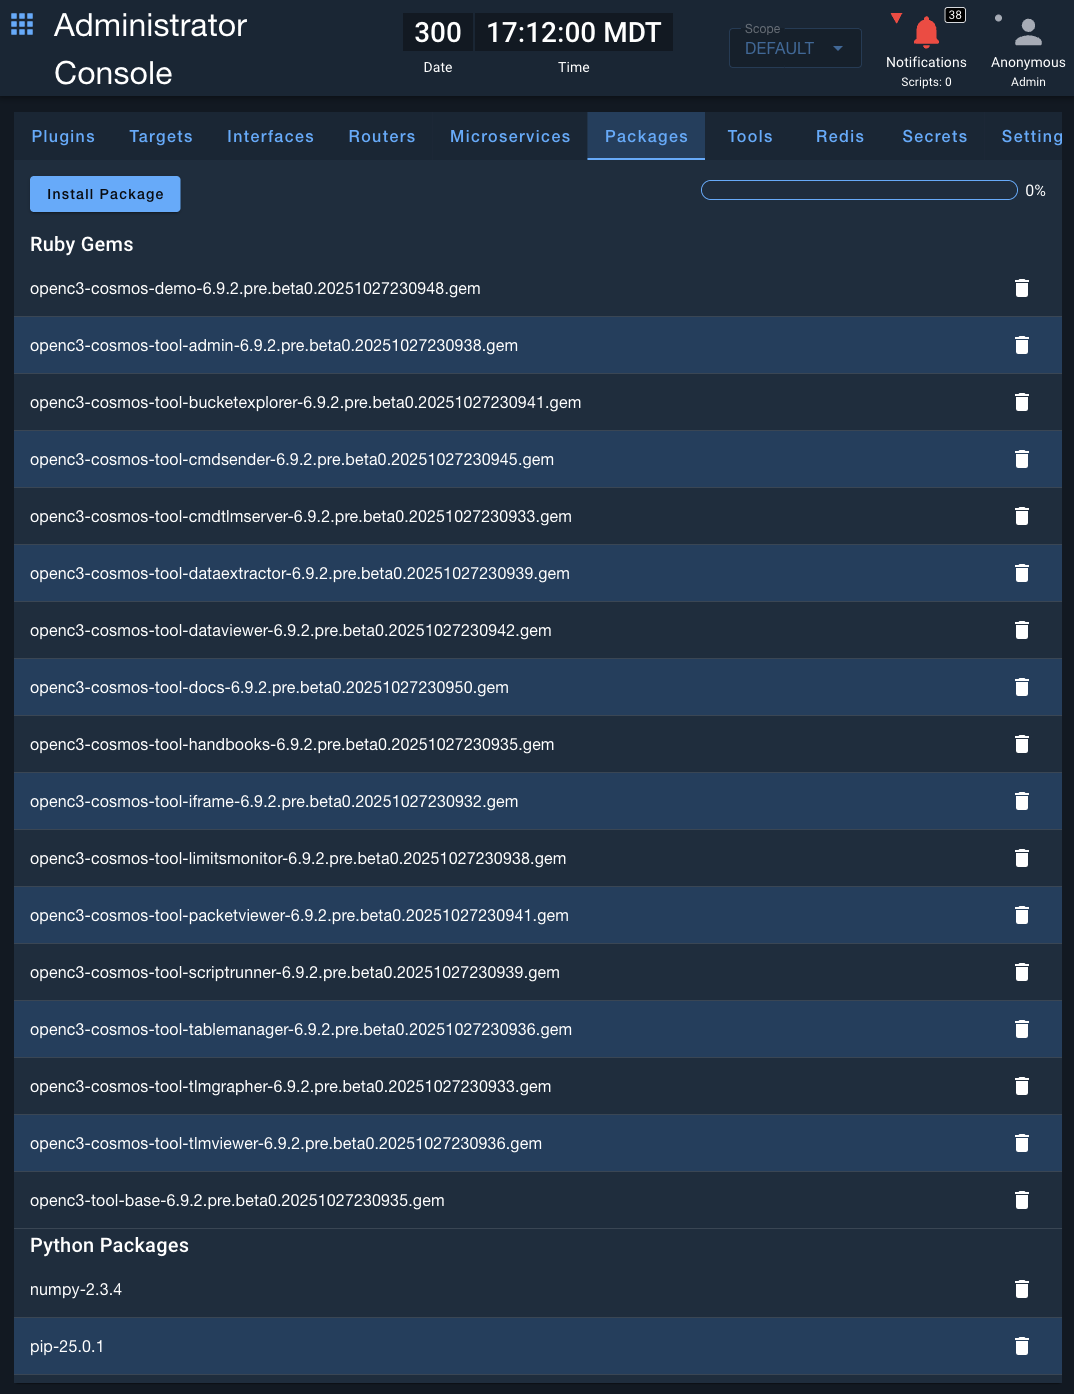 Administrator
Console
300
17:12:00 MDT
Date
Time
Scope
DEFAULT
38
Notifications
Scripts: 0
Anonymous
Admin
Plugins
Targets
Interfaces
Routers
Microservices
Packages
Tools
Redis
Secrets
Setting
Install Package
0%
Ruby Gems
openc3-cosmos-demo-6.9.2.pre.beta0.20251027230948.gem
openc3-cosmos-tool-admin-6.9.2.pre.beta0.20251027230938.gem
openc3-cosmos-tool-bucketexplorer-6.9.2.pre.beta0.20251027230941.gem
openc3-cosmos-tool-cmdsender-6.9.2.pre.beta0.20251027230945.gem
openc3-cosmos-tool-cmdtlmserver-6.9.2.pre.beta0.20251027230933.gem
openc3-cosmos-tool-dataextractor-6.9.2.pre.beta0.20251027230939.gem
openc3-cosmos-tool-dataviewer-6.9.2.pre.beta0.20251027230942.gem
openc3-cosmos-tool-docs-6.9.2.pre.beta0.20251027230950.gem
openc3-cosmos-tool-handbooks-6.9.2.pre.beta0.20251027230935.gem
openc3-cosmos-tool-iframe-6.9.2.pre.beta0.20251027230932.gem
openc3-cosmos-tool-limitsmonitor-6.9.2.pre.beta0.20251027230938.gem
openc3-cosmos-tool-packetviewer-6.9.2.pre.beta0.20251027230941.gem
openc3-cosmos-tool-scriptrunner-6.9.2.pre.beta0.20251027230939.gem
openc3-cosmos-tool-tablemanager-6.9.2.pre.beta0.20251027230936.gem
openc3-cosmos-tool-tlmgrapher-6.9.2.pre.beta0.20251027230933.gem
openc3-cosmos-tool-tlmviewer-6.9.2.pre.beta0.20251027230936.gem
openc3-tool-base-6.9.2.pre.beta0.20251027230935.gem
Python Packages
numpy-2.3.4
pip-25.0.1